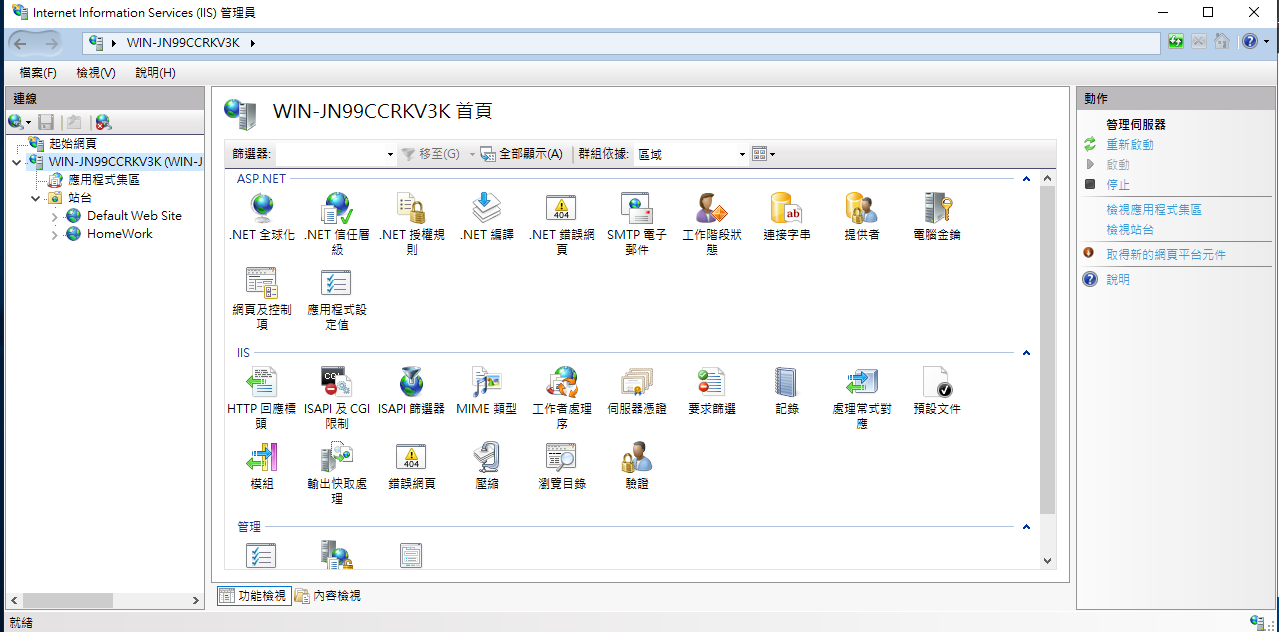 Internet Information Services (IIS) 管理員
WIN-JN99CCRKV3K
檔案(F) 檢視(V) 說明(H)
連線
起始網頁
WIN-JN99CCRKV3K (WIN-J
應用程式集區
站台
Default Web Site
HomeWork
WIN-JN99CCRKV3K 首頁
篩選器: 移至(G) 全部顯示(A) 群組依據: 區域
ASP.NET
.NET 全球化
.NET 信任層級
.NET 授權規則
.NET 編譯
.NET 錯誤網頁
SMTP 電子郵件
工作階段狀態
連接字串
ab
提供者
電腦金鑰
404
網頁及控制項
應用程式設定值
IIS
HTTP 回應標頭
ISAPI 及 CGI 限制
CGI
ISAPI 篩選器
MIME 類型
工作者處理序
伺服器憑證
要求篩選
記錄
處理常式對應
預設文件
模組
輸出快取處理
404
錯誤網頁
壓縮
瀏覽目錄
驗證
管理
功能檢視 內容檢視
動作
管理伺服器
重新啟動
啟動
停止
檢視應用程式集區
檢視站台
取得新的網頁平台元件
說明
就緒